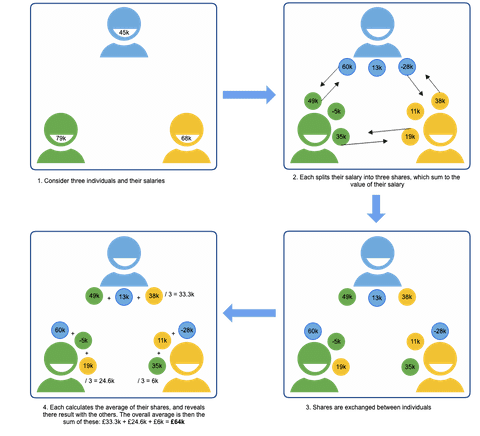 45k
79k
68k
1. Consider three individuals and their salaries
60k
13k
-28k
49k
-5k
35k
38k
11k
19k
2. Each splits their salary into three shares, which sum to the
value of their salary
49k + 13k + 38k / 3 = 33.3k
60k +
-5k
+
19k
/ 3 = 24.6k
+ -28k
11k
+
35k
/ 3 = 6k
4. Each calculates the average of their shares, and reveals
there result with the others. The overall average is then the
sum of these: £33.3k + £24.6k + £6k = £64k
49k
13k
38k
60k
-5k
19k
-28k
11k
35k
3. Shares are exchanged between individuals